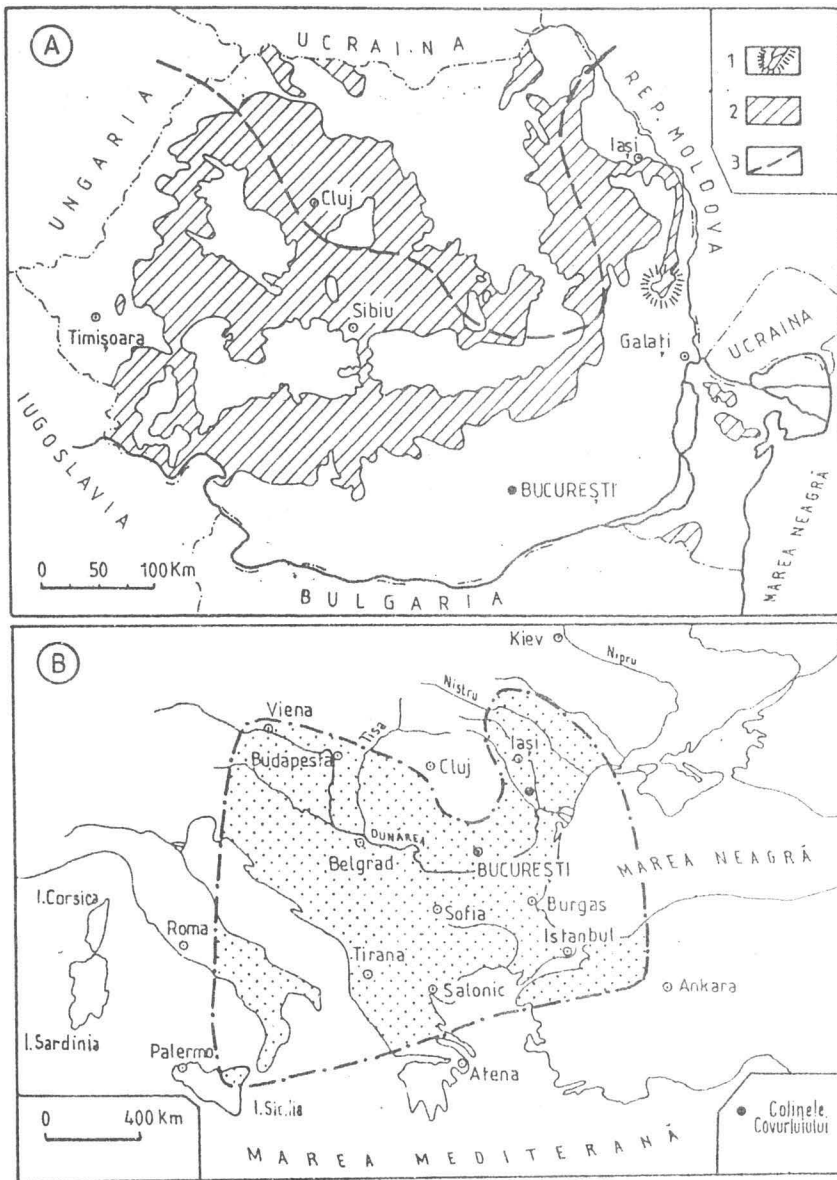 A
UCRAINA
REP. MOLDOVA
UNGARIA
1
2
3
Iași
Cluj
Timișoara
Sibiu
Galați
UCRAINA
IUGOSLAVIA
BUCUREȘTI
MAREA NEAGRĂ
0 50 100 Km
BULGARIA
B
Kiev
Nipru
Nistru
Viena
Tisa
Iași
Budapesta
Cluj
DUNĂREA
Belgrad
BUCUREȘTI
MAREA NEAGRĂ
I.Corsica
Burgas
Roma
Sofia
Istanbul
Tirana
Salonic
Ankara
I.Sardinia
Palermo
Atena
I.Sicilia
0 400 Km
Colinele
Covurluiului
MAREA MEDITERANĂ